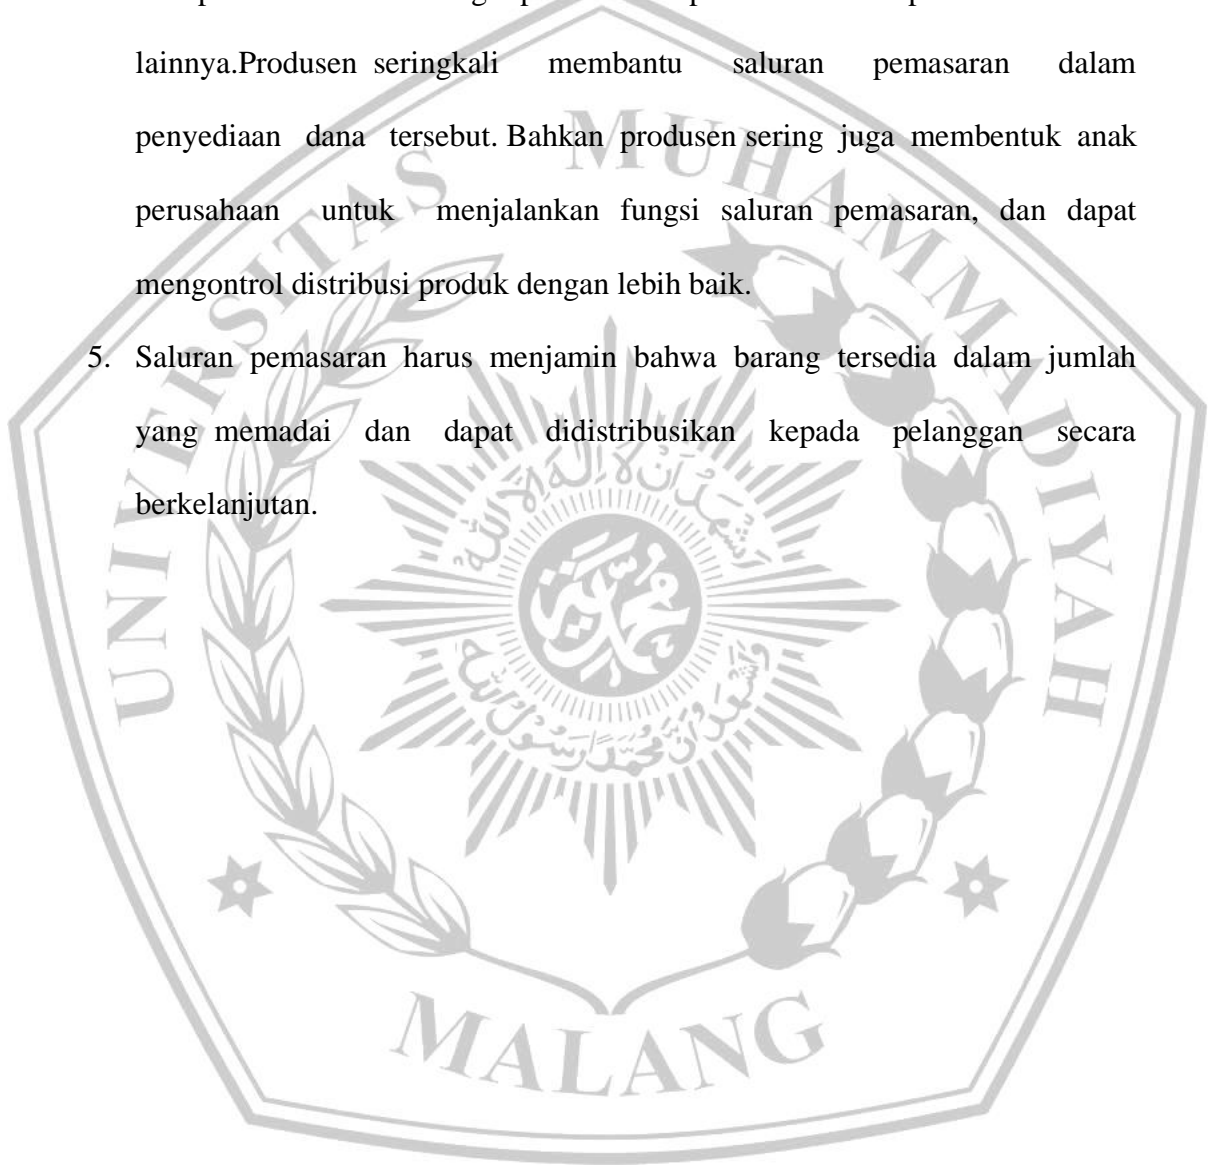 lainnya.Produsen seringkali membantu saluran pemasaran dalam
penyediaan dana tersebut. Bahkan produsen sering juga membentuk anak
perusahaan untuk menjalankan fungsi saluran pemasaran, dan dapat
mengontrol distribusi produk dengan lebih baik.
5. Saluran pemasaran harus menjamin bahwa barang tersedia dalam jumlah
yang memadai dan dapat didistribusikan kepada pelanggan secara
berkelanjutan.
UNIVERSITAS MUHAMMADIYAH
MALANG